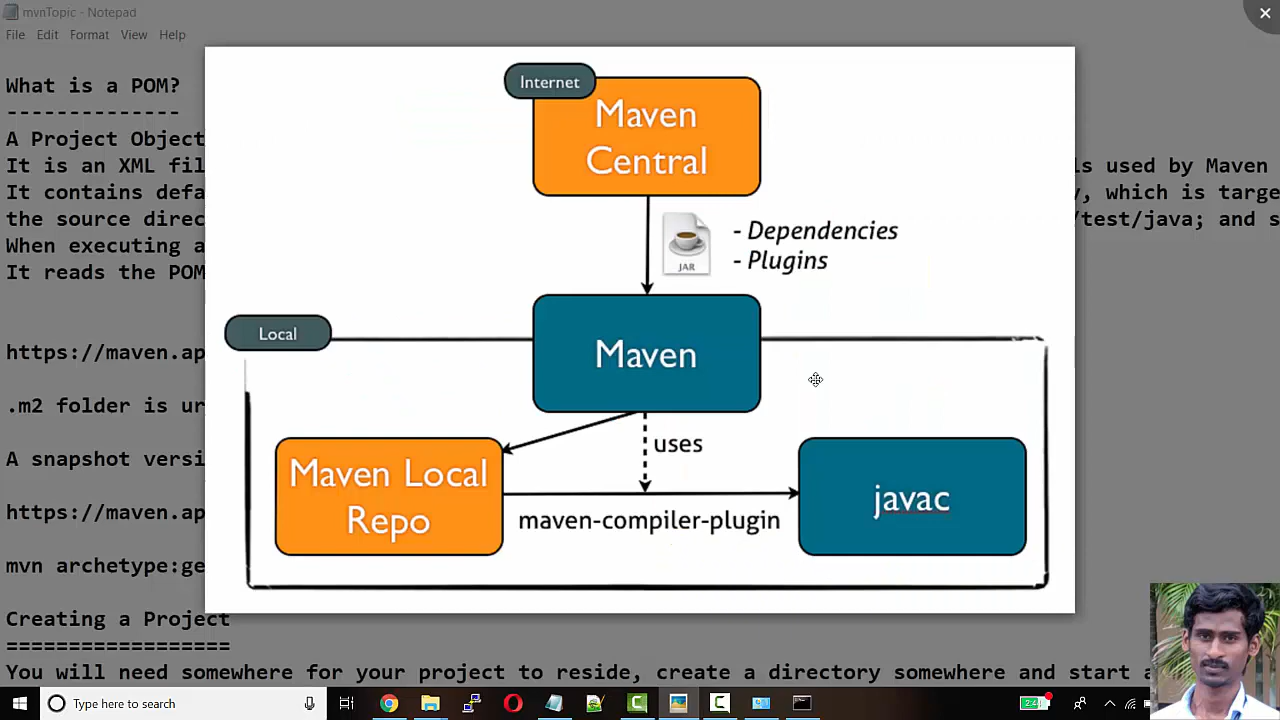 mvnTopic - Notepad
File Edit Format View Help
What is a POM?
--------------
A Project Object
It is an XML fil
ls used by Maven
It contains defa
, which is targe
the source direc
/test/java; and s
When executing a
It reads the POM
https://maven.ap
.m2 folder is
A snapshot versi
https://maven.ap
mvn archetype:ge
Creating a Project
==================
You will need somewhere for your project to reside, create a directory somewhere and start a
Internet
Maven
Central
JAR
- Dependencies
- Plugins
Local
Maven
uses
Maven Local
Repo
maven-compiler-plugin
javac
Type here to search